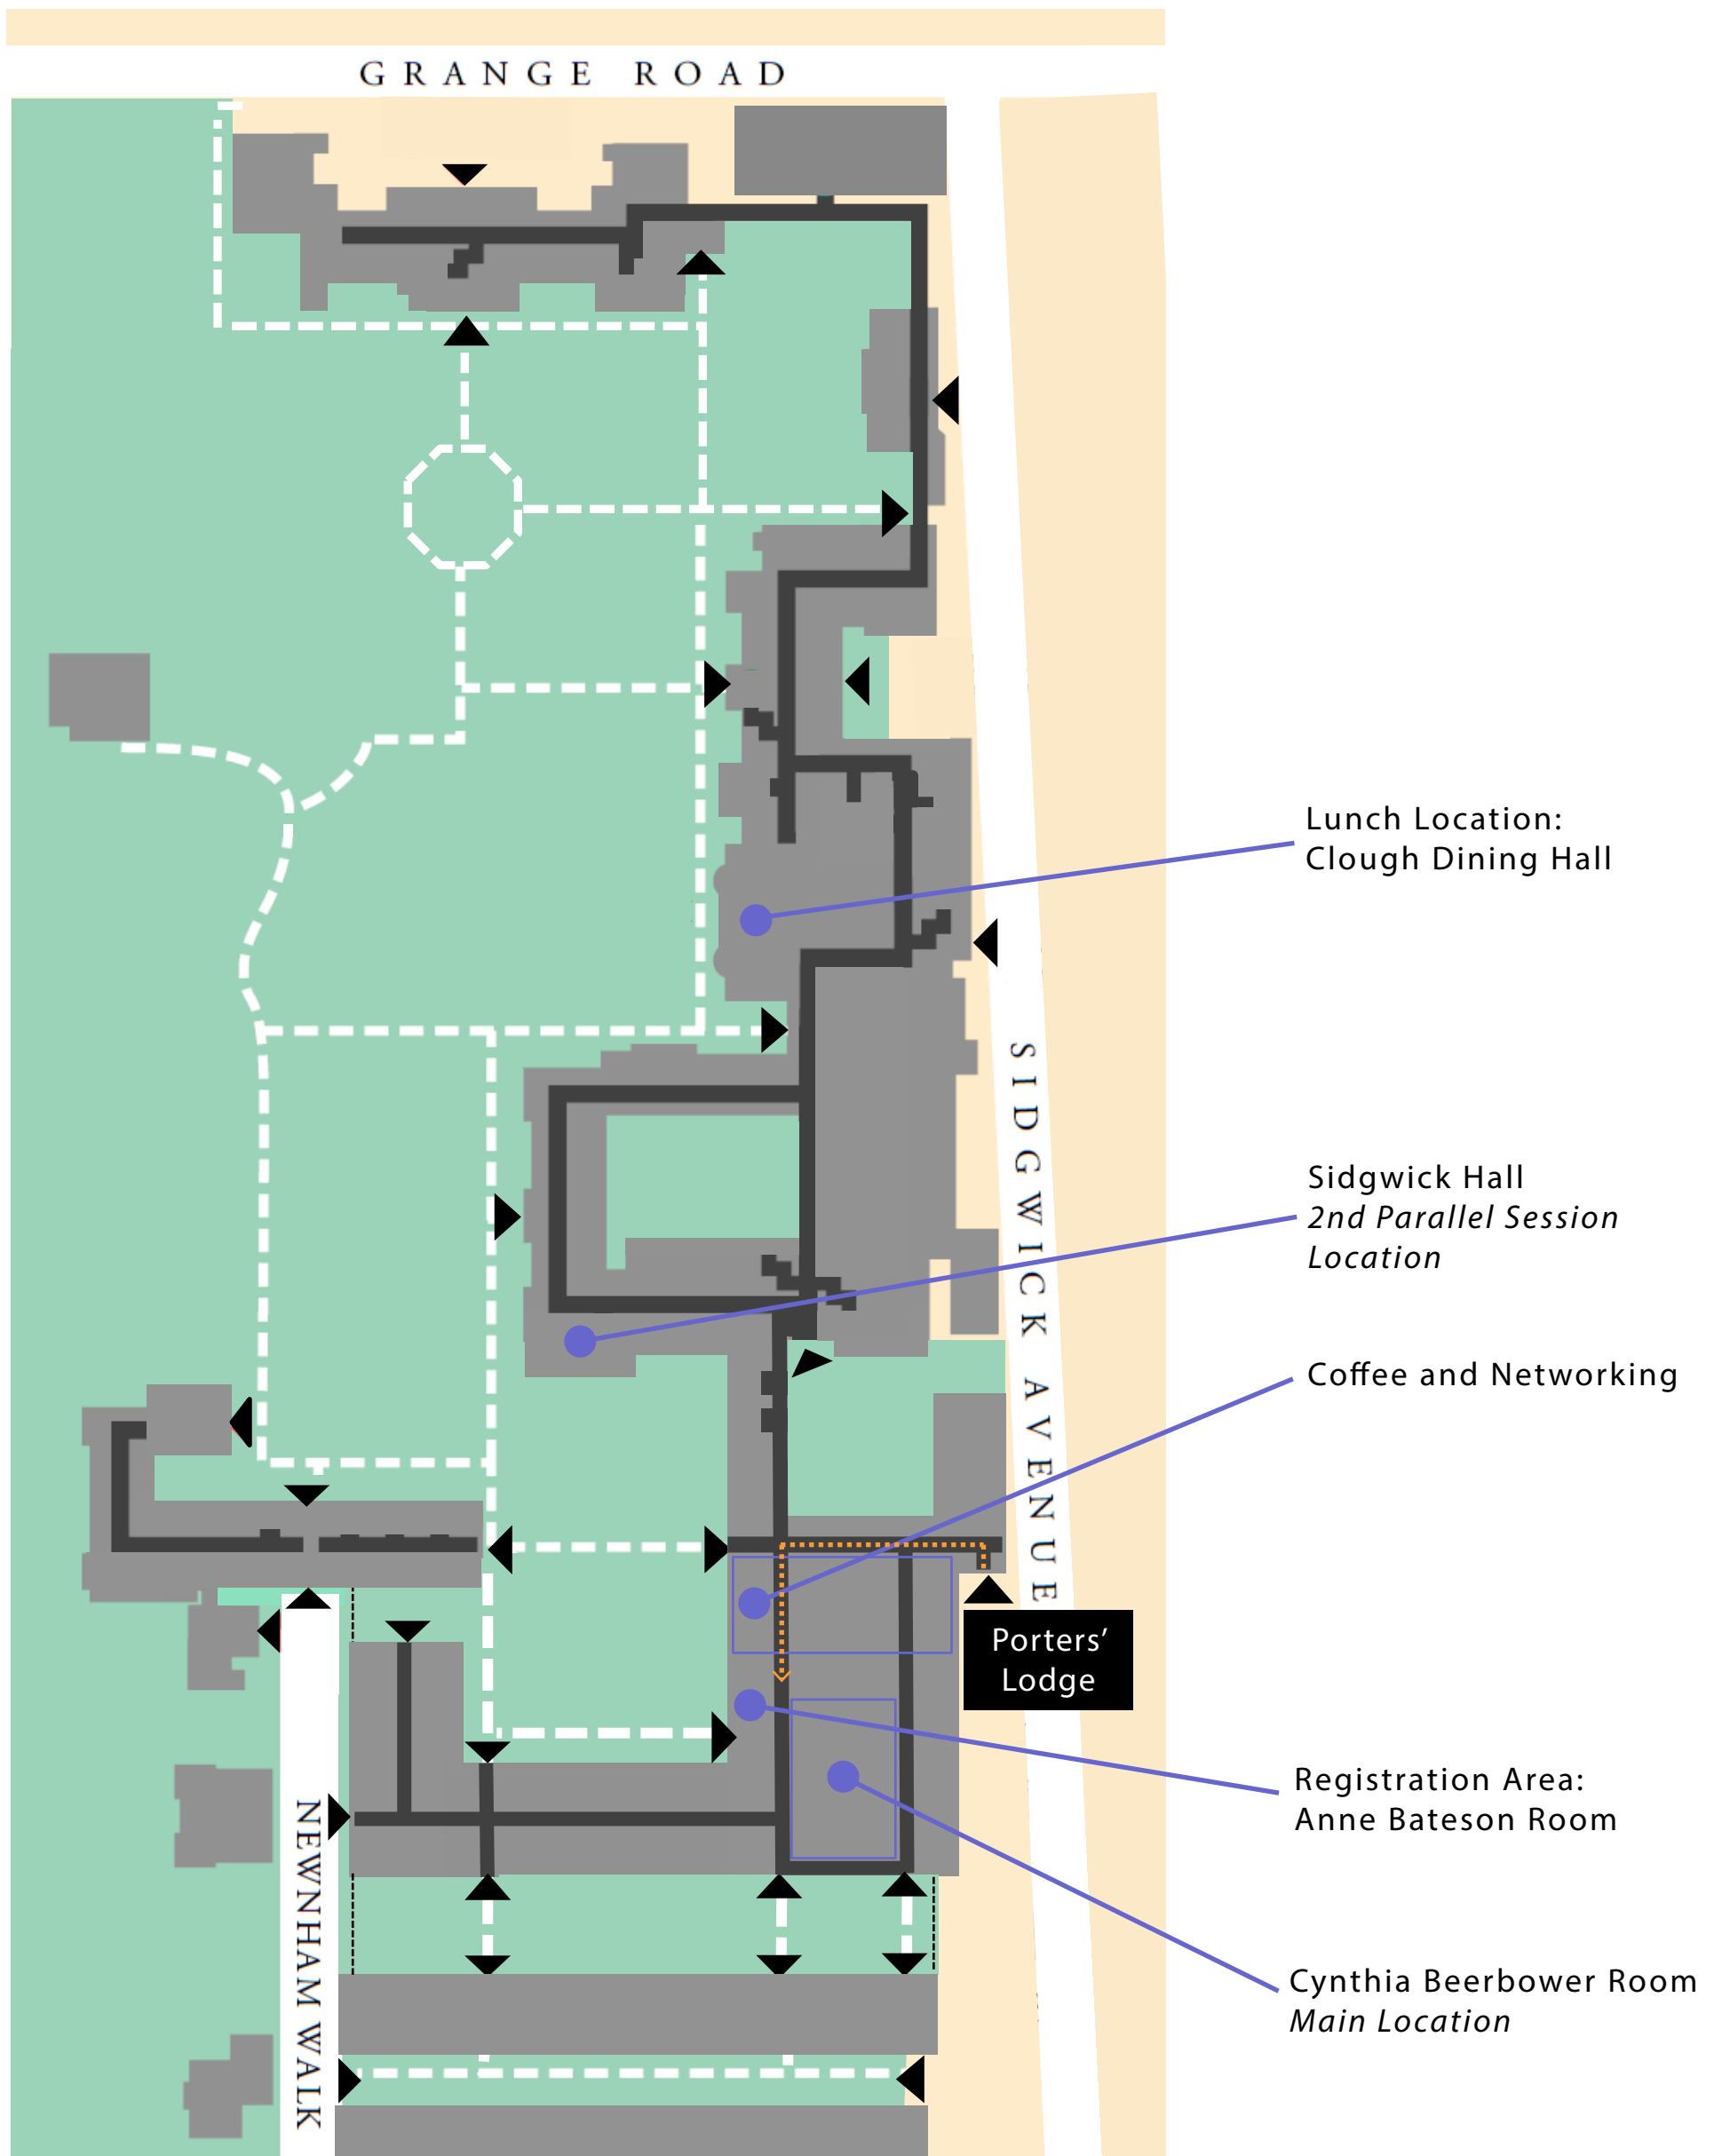 GRANGE ROAD
Lunch Location:
Clough Dining Hall
SIDGWICK AVENUE
Sidgwick Hall
2nd Parallel Session
Location
Coffee and Networking
Porters’
Lodge
Registration Area:
Anne Bateson Room
NEWNHAM WALK
Cynthia Beerbower Room
Main Location